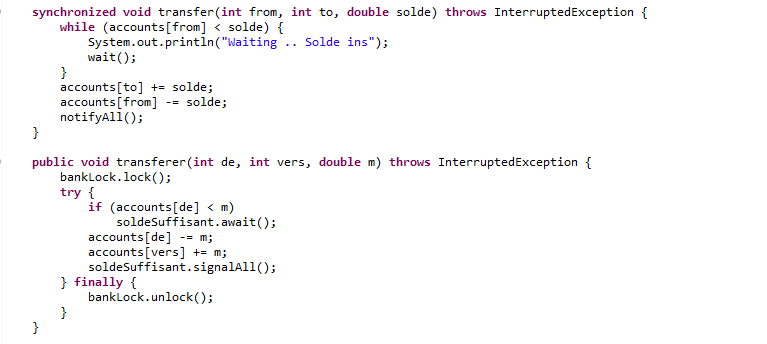 synchronized void transfer(int from, int to, double solde) throws InterruptedException {
    while (accounts[from] < solde) {
        System.out.println("Waiting .. Solde ins");
        wait();
    }
    accounts[to] += solde;
    accounts[from] -= solde;
    notifyAll();
}

public void transferer(int de, int vers, double m) throws InterruptedException {
    bankLock.lock();
    try {
        if (accounts[de] < m)
            soldeSuffisant.await();
        accounts[de] -= m;
        accounts[vers] += m;
        soldeSuffisant.signalAll();
    } finally {
        bankLock.unlock();
    }
}